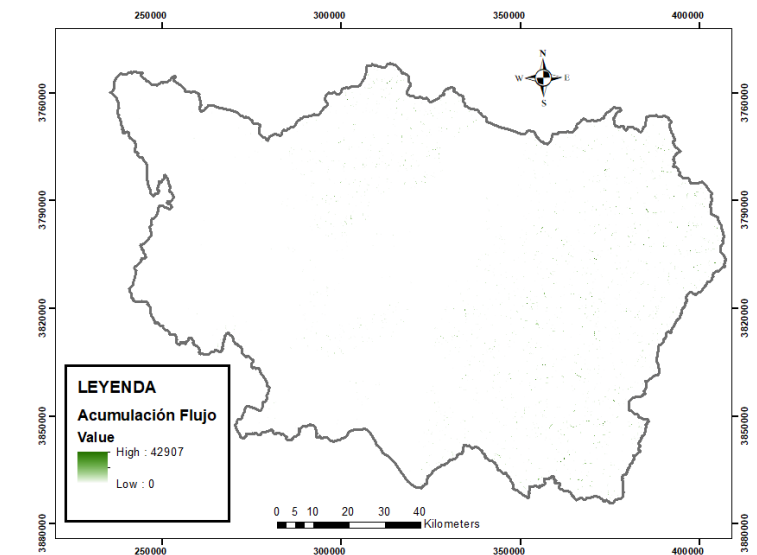 250000 300000 350000 400000
N
W E
S
3760000 3760000
3790000 3790000
3820000 3820000
3850000 3850000
3880000 3880000
LEYENDA
Acumulación Flujo
Value
High : 42907
Low : 0
0 5 10 20 30 40
Kilometers
250000 300000 350000 400000